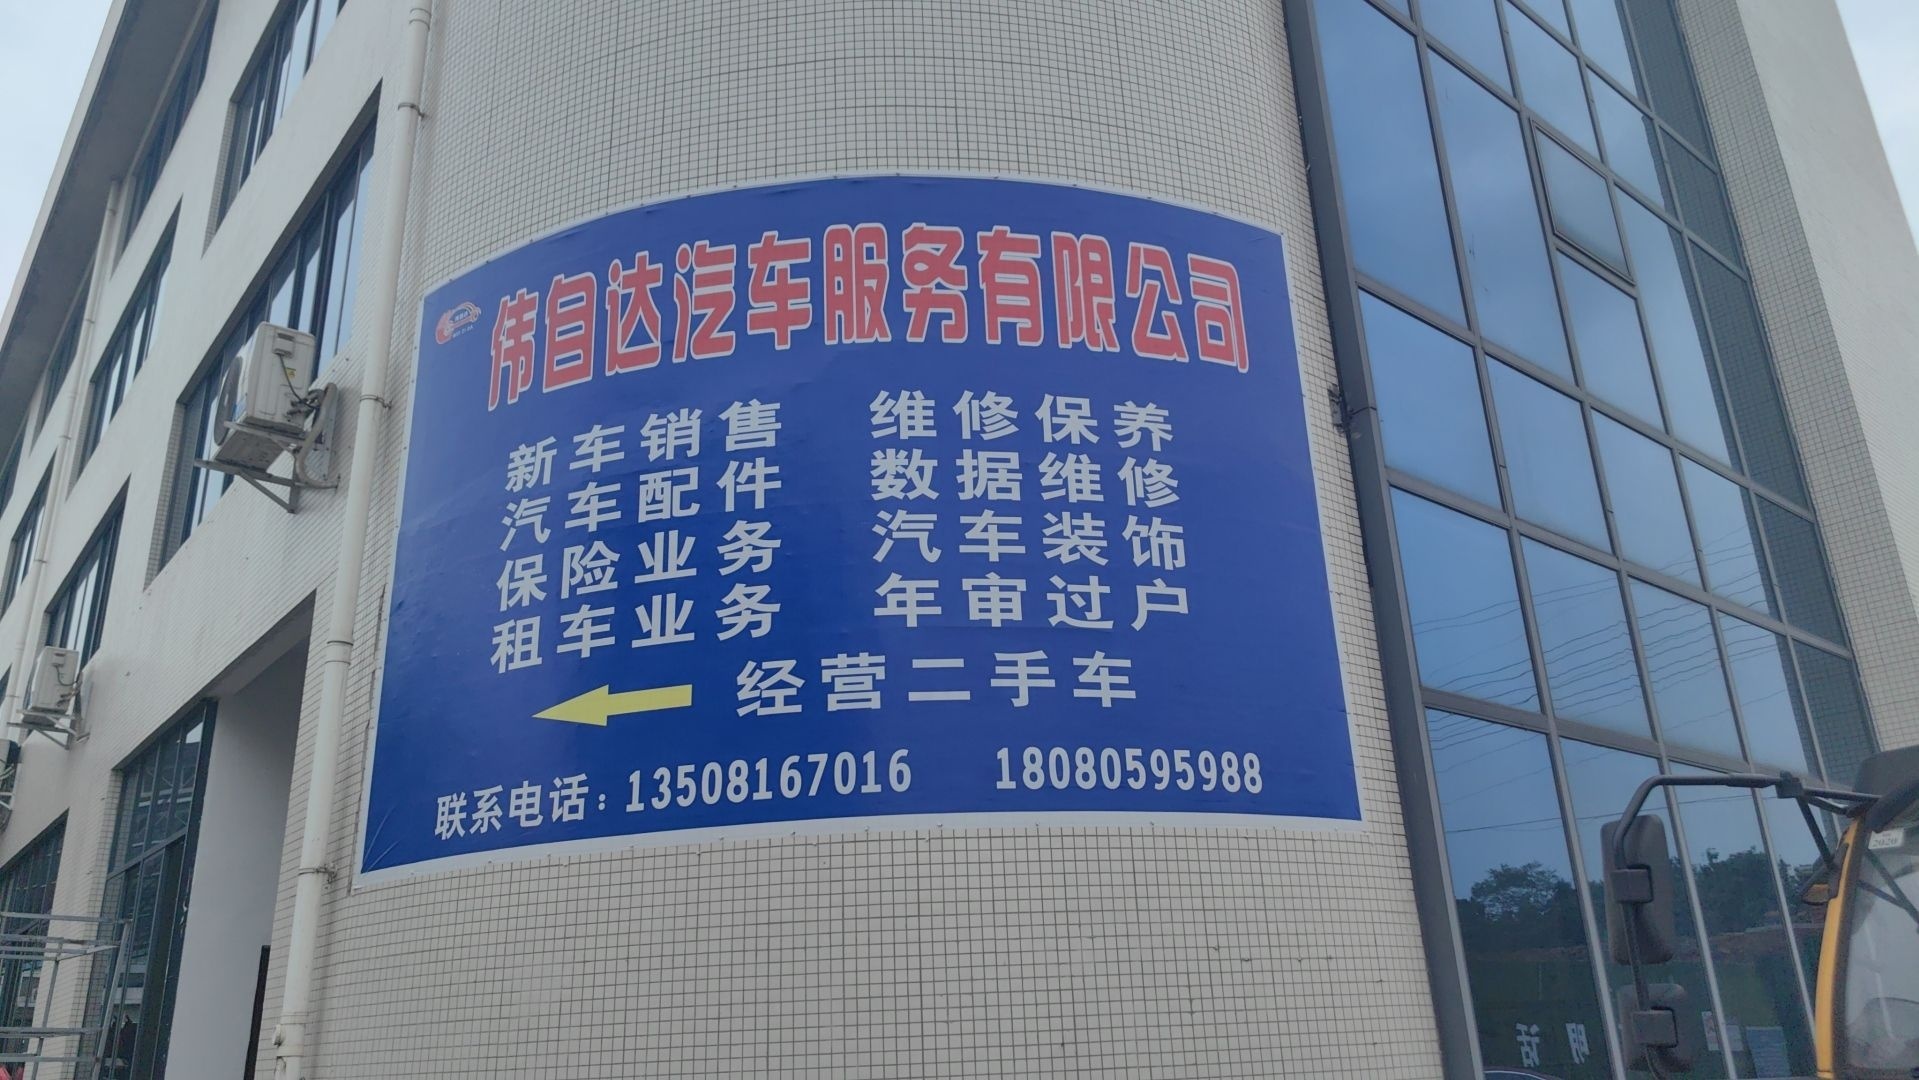 伟自达汽车服务有限公司
新车销售 维修保养
汽车配件 数据维修
保险业务 汽车装饰
租车业务 年审过户
经营二手车
联系电话：13508167016 18080595988
2020